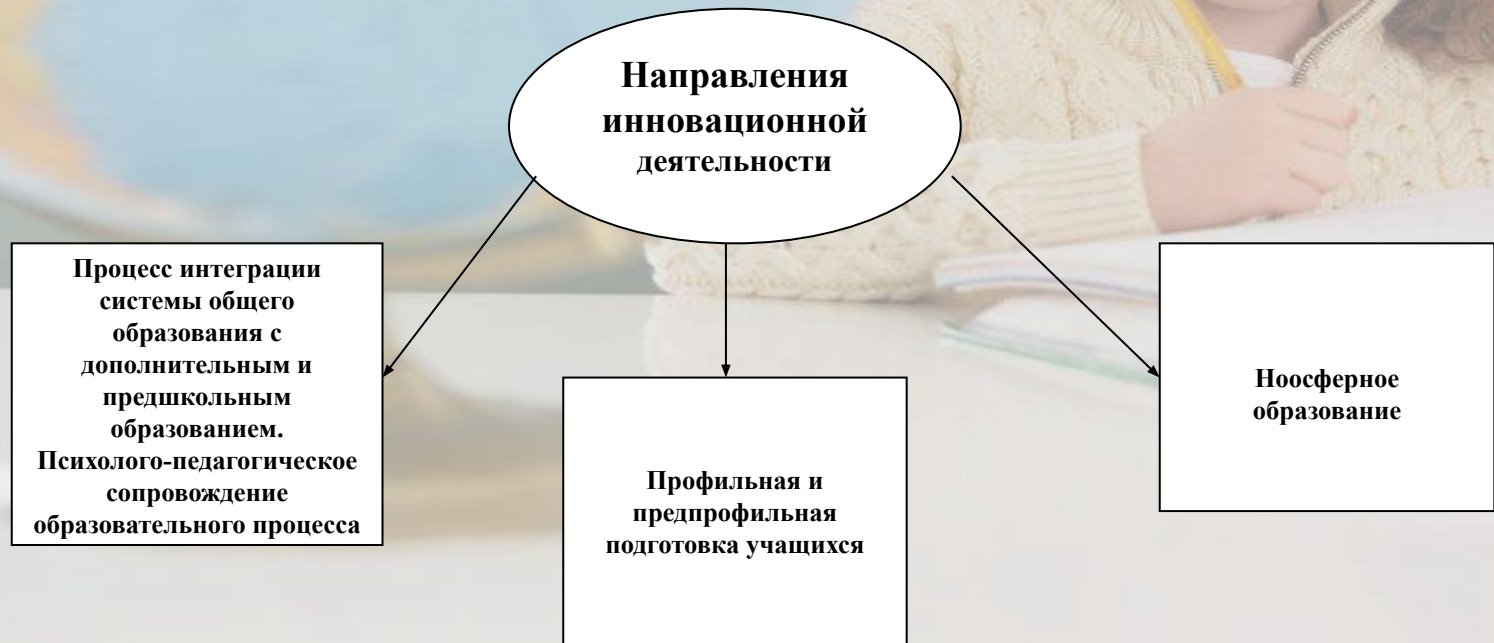 Направления
инновационной
деятельности
Процесс интеграции
системы общего
образования с
дополнительным и
предшкольным
образованием.
Психолого-педагогическое
сопровождение
образовательного процесса
Профильная и
предпрофильная
подготовка учащихся
Ноосферное
образование